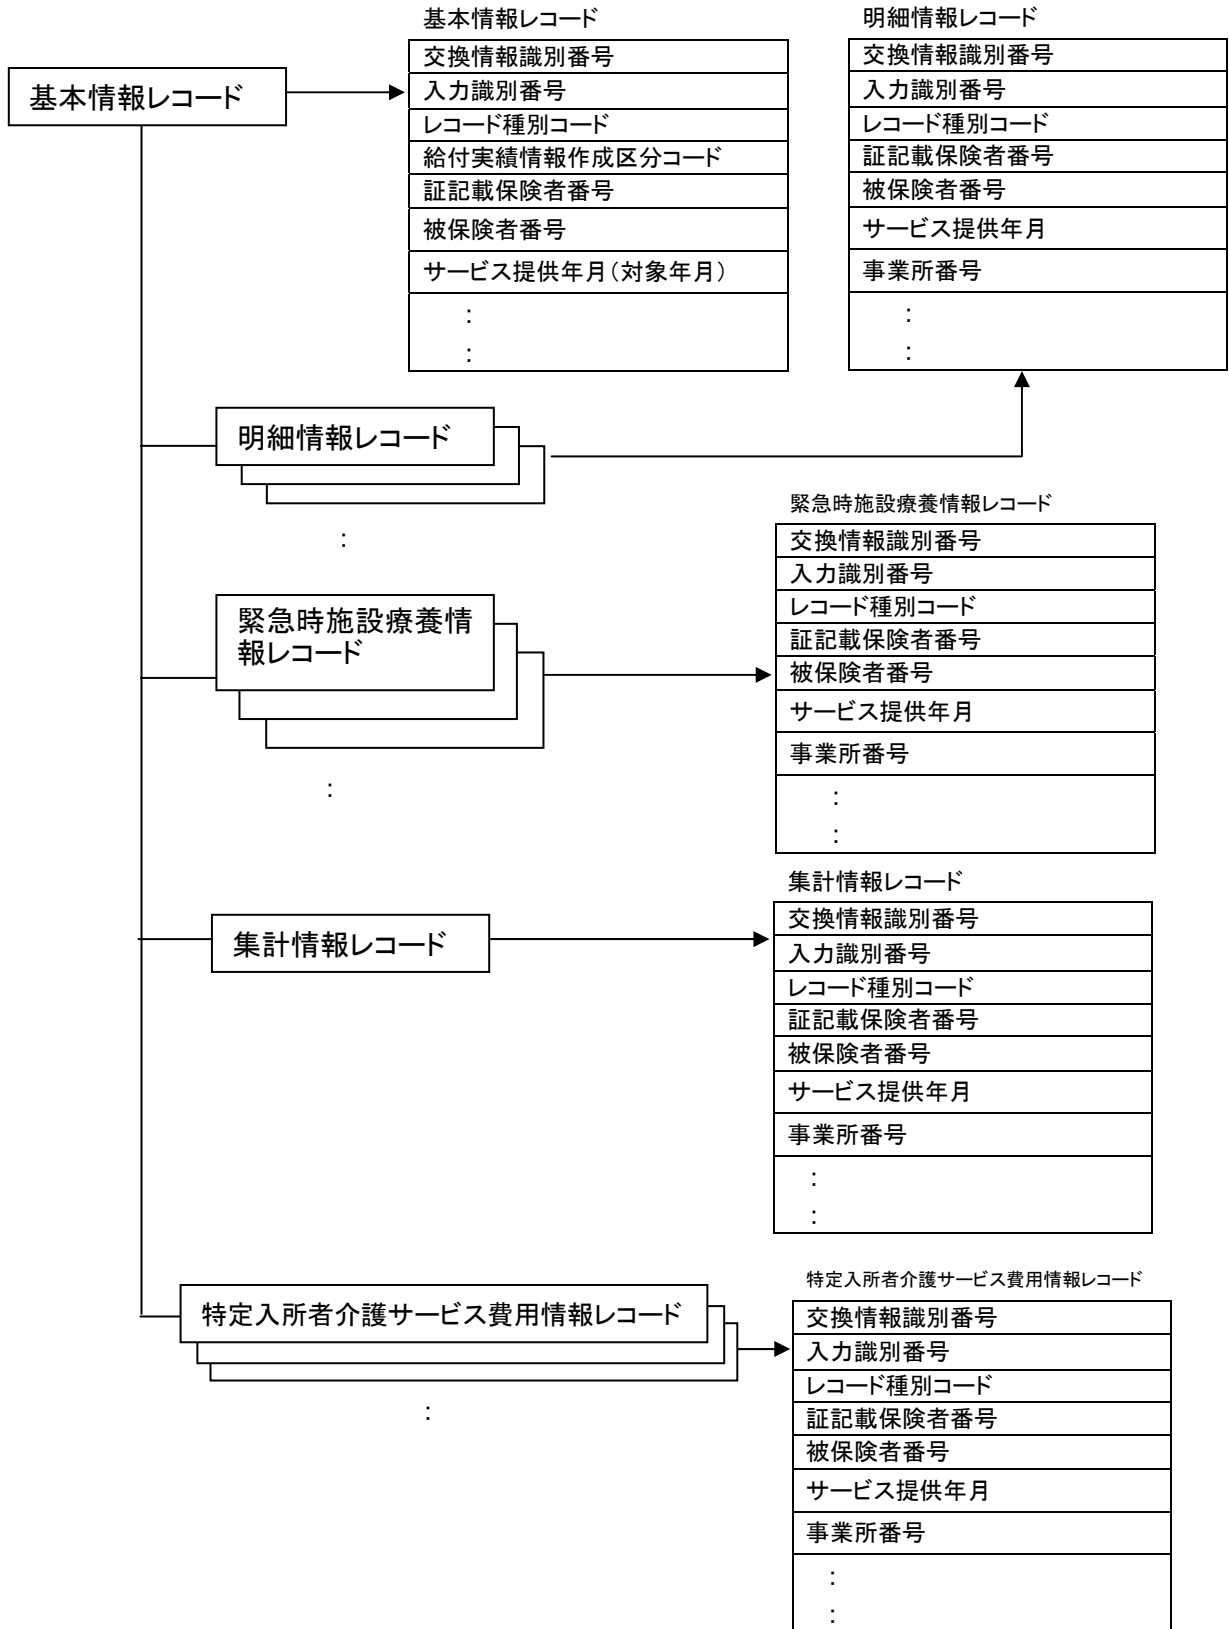 基本情報レコード
基本情報レコード
交換情報識別番号
入力識別番号
レコード種別コード
給付実績情報作成区分コード
証記載保険者番号
被保険者番号
サービス提供年月(対象年月)
:
:
明細情報レコード
交換情報識別番号
入力識別番号
レコード種別コード
証記載保険者番号
被保険者番号
サービス提供年月
事業所番号
:
:
明細情報レコード
:
緊急時施設療養情
報レコード
:
緊急時施設療養情報レコード
交換情報識別番号
入力識別番号
レコード種別コード
証記載保険者番号
被保険者番号
サービス提供年月
事業所番号
:
:
集計情報レコード
集計情報レコード
交換情報識別番号
入力識別番号
レコード種別コード
証記載保険者番号
被保険者番号
サービス提供年月
事業所番号
:
:
特定入所者介護サービス費用情報レコード
:
特定入所者介護サービス費用情報レコード
交換情報識別番号
入力識別番号
レコード種別コード
証記載保険者番号
被保険者番号
サービス提供年月
事業所番号
:
: